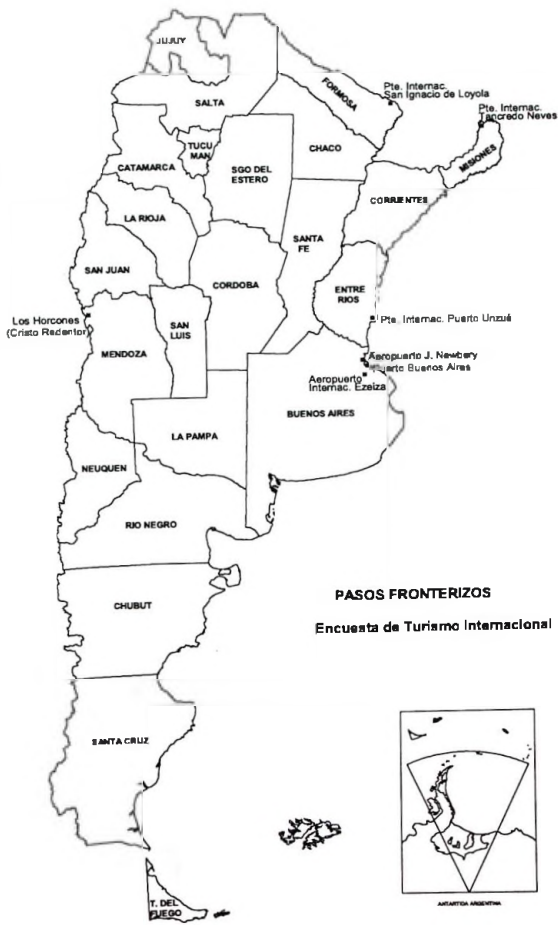 JUJUY
FORMOSA
Pte. Internac.
San Ignacio de Loyola
SALTA
Pte. Internac.
Tancredo Neves
TUCU
MAN
CHACO
MISIONES
CATAMARCA
SGO DEL
ESTERO
CORRIENTES
LA RIOJA
SANTA
FE
SAN JUAN
CORDOBA
ENTRE
RIOS
Los Horcones
(Cristo Redentor)
SAN
LUIS
Pte. Internac. Puerto Unzué
MENDOZA
Aeropuerto J. Newbery
Puerto Buenos Aires
Aeropuerto
Internac. Ezeiza
BUENOS AIRES
LA PAMPA
NEUQUEN
RIO NEGRO
PASOS FRONTERIZOS
CHUBUT
Encuesta de Turismo Internacional
SANTA CRUZ
T. DEL
FUEGO
ANTARTIDA ARGENTINA